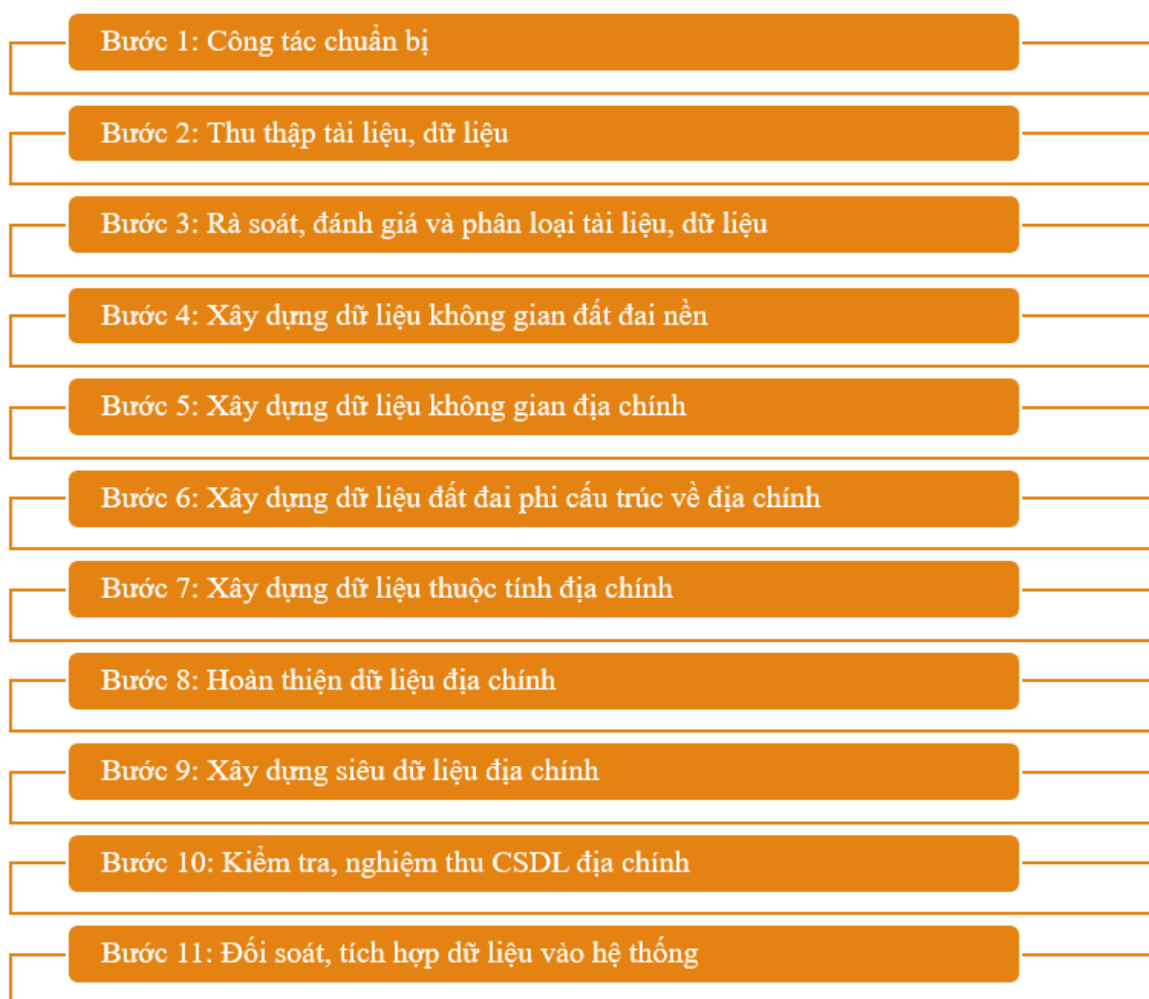 Bước 1: Công tác chuẩn bị
Bước 2: Thu thập tài liệu, dữ liệu
Bước 3: Rà soát, đánh giá và phân loại tài liệu, dữ liệu
Bước 4: Xây dựng dữ liệu không gian đất đai nền
Bước 5: Xây dựng dữ liệu không gian địa chính
Bước 6: Xây dựng dữ liệu đất đai phi cấu trúc về địa chính
Bước 7: Xây dựng dữ liệu thuộc tính địa chính
Bước 8: Hoàn thiện dữ liệu địa chính
Bước 9: Xây dựng siêu dữ liệu địa chính
Bước 10: Kiểm tra, nghiệm thu CSDL địa chính
Bước 11: Đối soát, tích hợp dữ liệu vào hệ thống